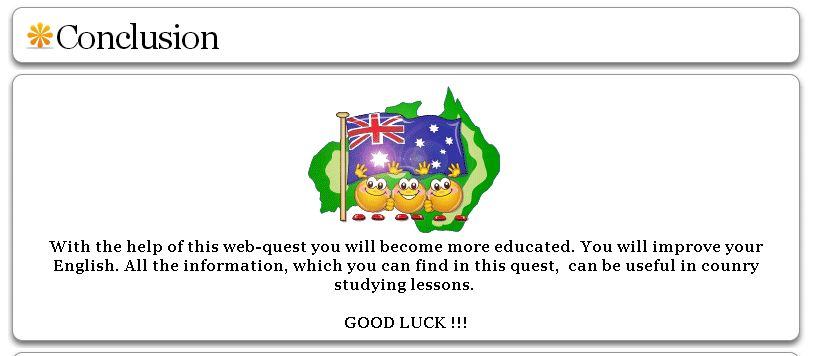 Conclusion
With the help of this web-quest you will become more educated. You will improve your
English. All the information, which you can find in this quest,  can be useful in counry
studying lessons.
GOOD LUCK !!!